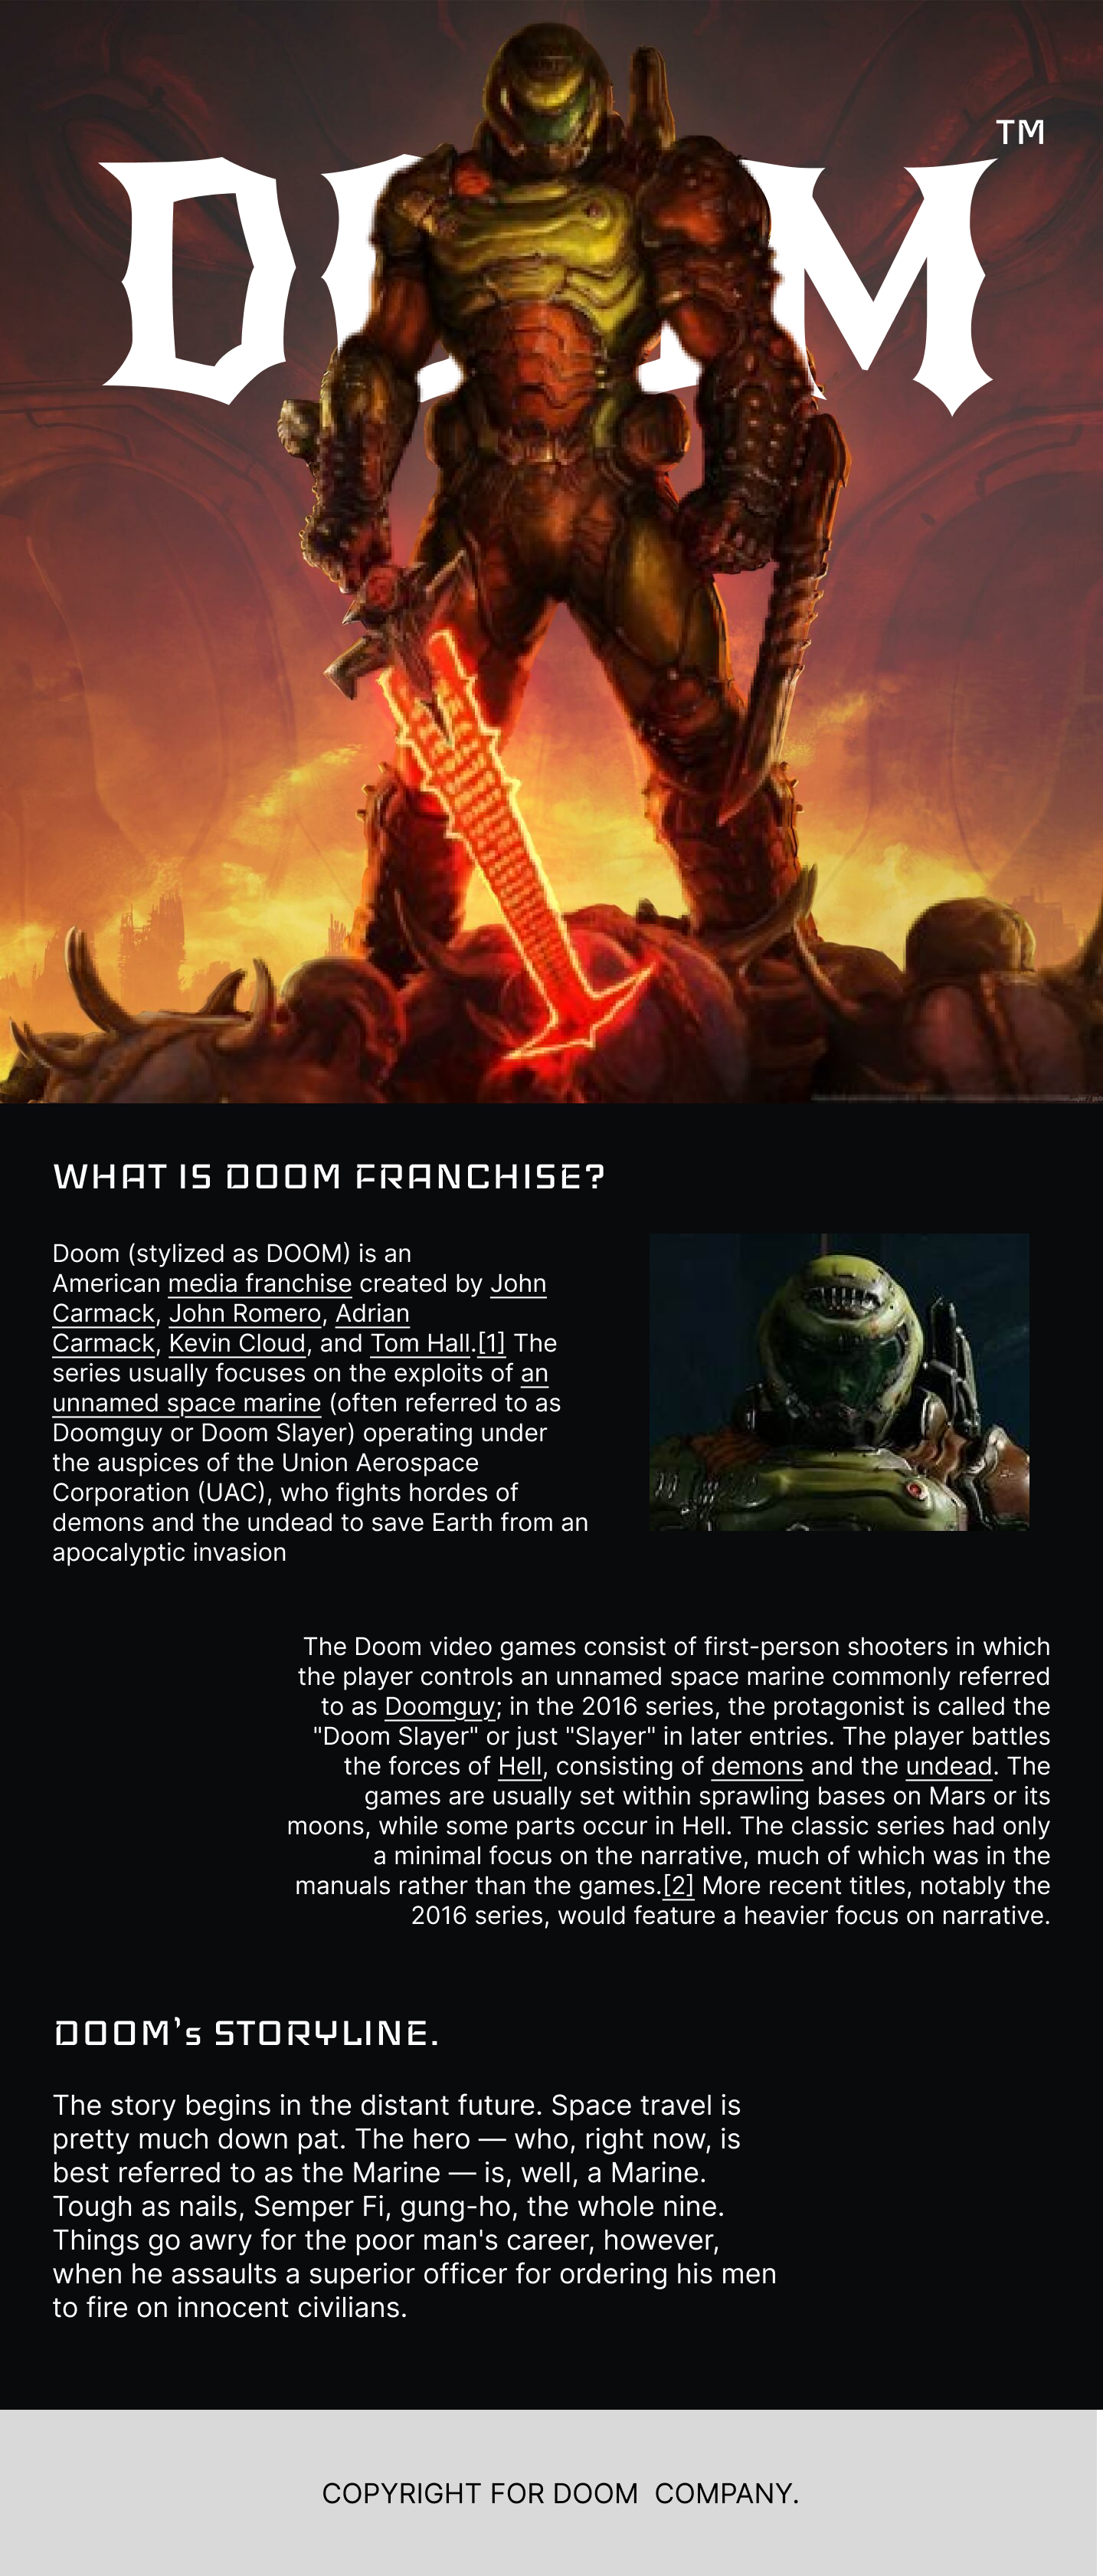 DOOM
TM
WHAT IS DOOM FRANCHISE?
Doom (stylized as DOOM) is an
American media franchise created by John
Carmack, John Romero, Adrian
Carmack, Kevin Cloud, and Tom Hall.[1] The
series usually focuses on the exploits of an
unnamed space marine (often referred to as
Doomguy or Doom Slayer) operating under
the auspices of the Union Aerospace
Corporation (UAC), who fights hordes of
demons and the undead to save Earth from an
apocalyptic invasion
The Doom video games consist of first-person shooters in which
the player controls an unnamed space marine commonly referred
to as Doomguy; in the 2016 series, the protagonist is called the
"Doom Slayer" or just "Slayer" in later entries. The player battles
the forces of Hell, consisting of demons and the undead. The
games are usually set within sprawling bases on Mars or its
moons, while some parts occur in Hell. The classic series had only
a minimal focus on the narrative, much of which was in the
manuals rather than the games.[2] More recent titles, notably the
2016 series, would feature a heavier focus on narrative.
DOOM's STORYLINE.
The story begins in the distant future. Space travel is
pretty much down pat. The hero — who, right now, is
best referred to as the Marine — is, well, a Marine.
Tough as nails, Semper Fi, gung-ho, the whole nine.
Things go awry for the poor man's career, however,
when he assaults a superior officer for ordering his men
to fire on innocent civilians.
COPYRIGHT FOR DOOM  COMPANY.